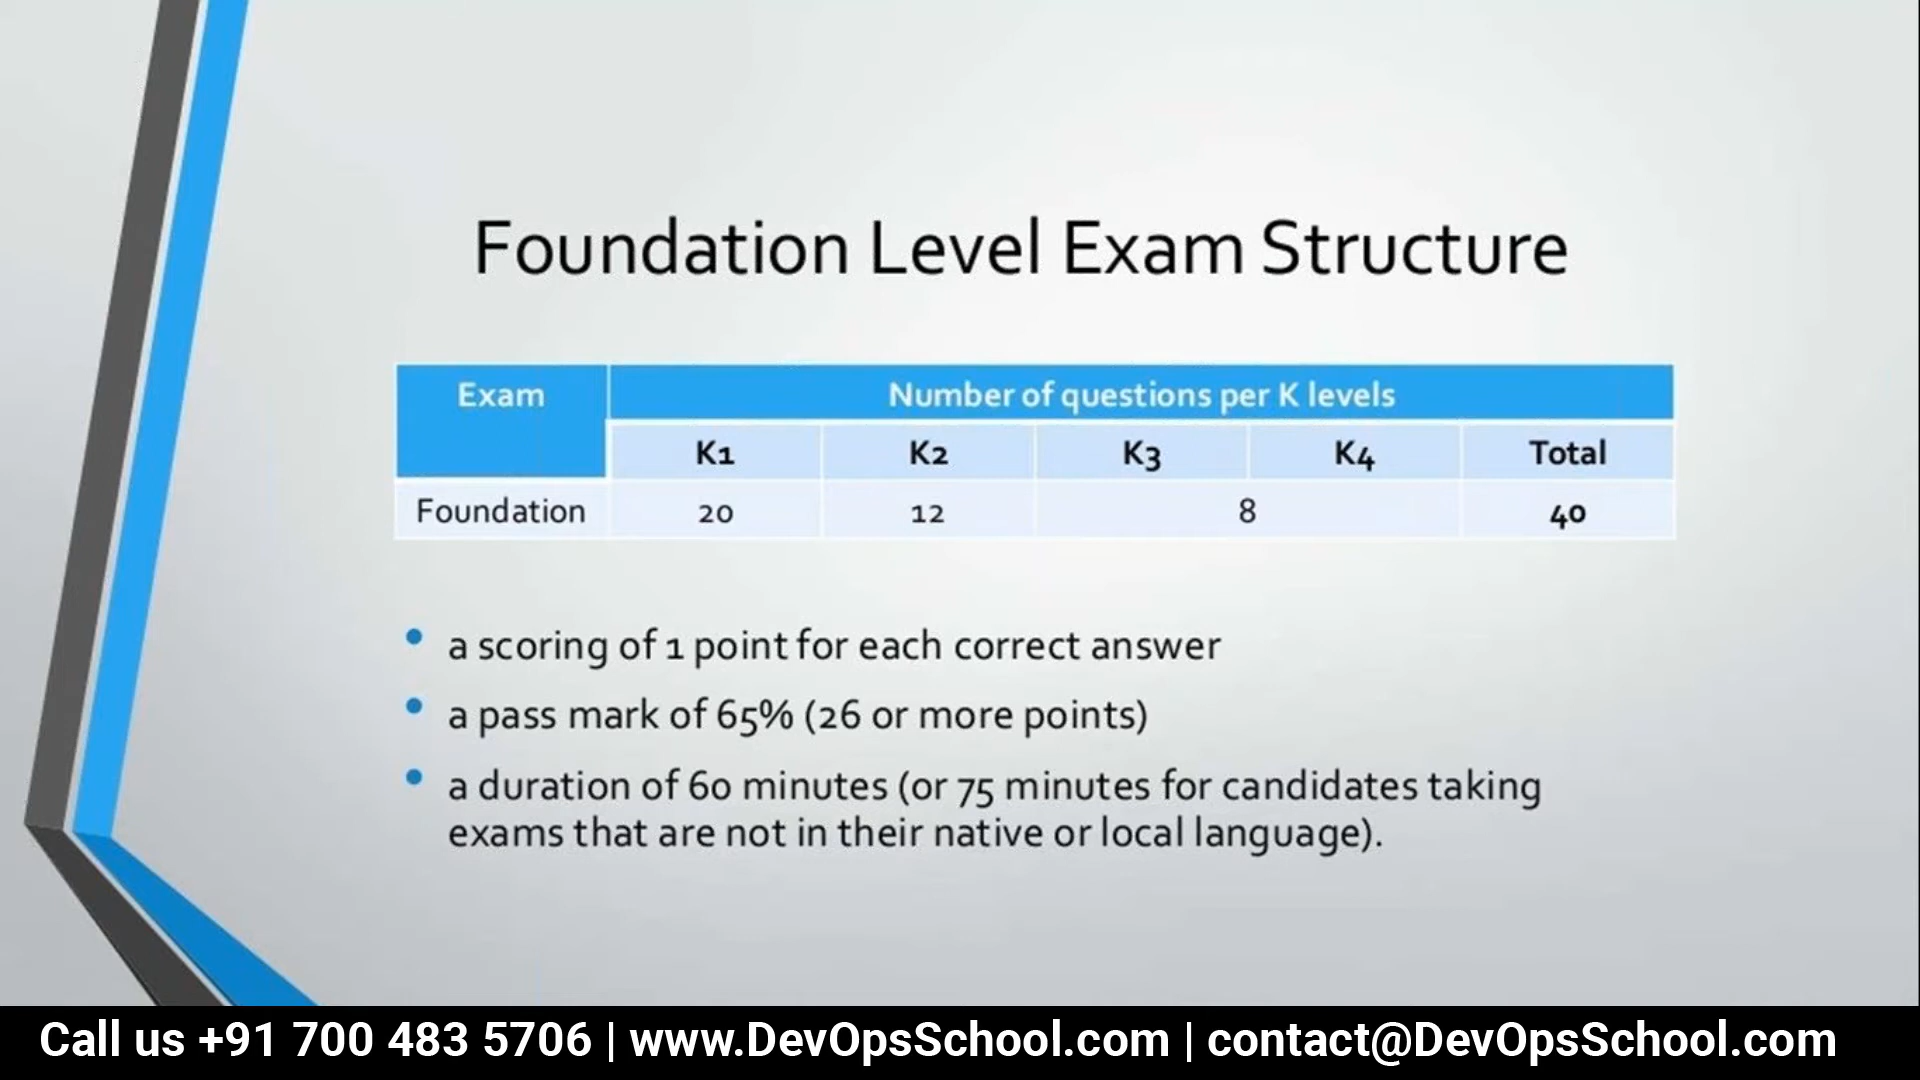 Foundation Level Exam Structure
Exam Number of questions per K levels
K1 K2 K3 K4 Total
Foundation 20 12 8 40
a scoring of 1 point for each correct answer
a pass mark of 65% (26 or more points)
a duration of 60 minutes (or 75 minutes for candidates taking
exams that are not in their native or local language).
Call us +91 700 483 5706 | www.DevOpsSchool.com | contact@DevOpsSchool.com